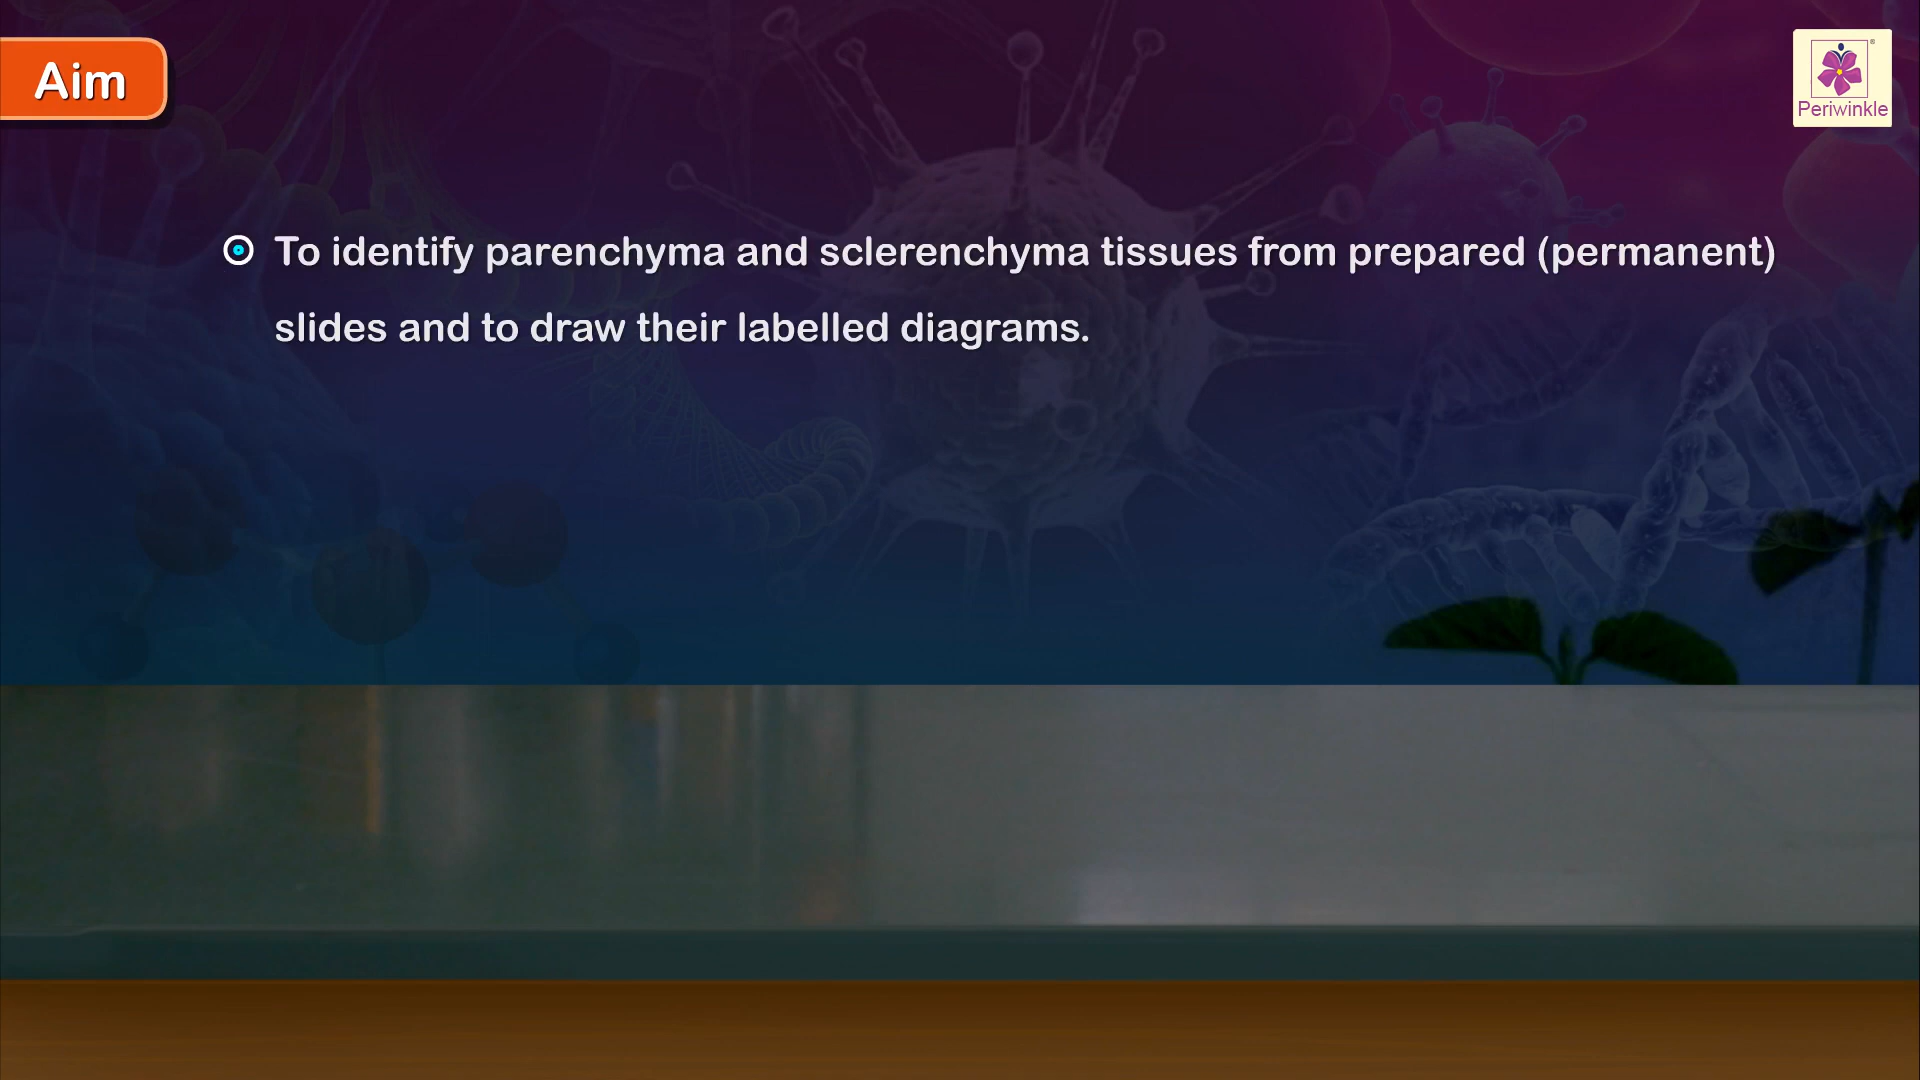 Aim
Periwinkle
To identify parenchyma and sclerenchyma tissues from prepared (permanent)
slides and to draw their labelled diagrams.